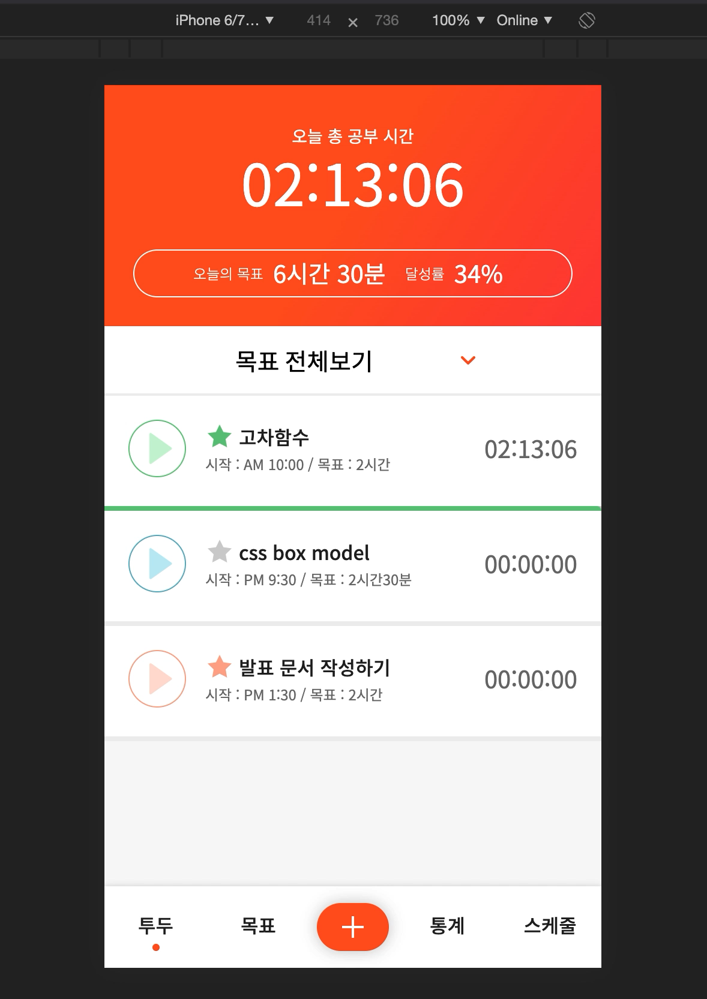 iPhone 6/7… ▼ 414 × 736 100% ▼ Online ▼
오늘 총 공부 시간
02:13:06
오늘의 목표 6시간 30분 달성률 34%
목표 전체보기
고차함수
시작 : AM 10:00 / 목표 : 2시간
02:13:06
css box model
시작 : PM 9:30 / 목표 : 2시간30분
00:00:00
발표 문서 작성하기
시작 : PM 1:30 / 목표 : 2시간
00:00:00
투두 목표 + 통계 스케줄